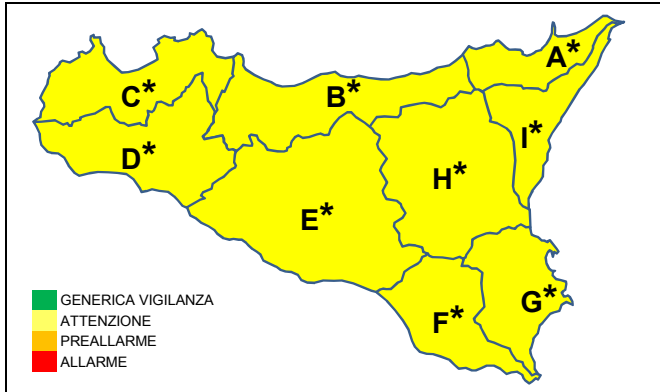 A*
C*
B*
I*
D*
H*
E*
G*
F*
GENERICA VIGILANZA
ATTENZIONE
PREALLARME
ALLARME